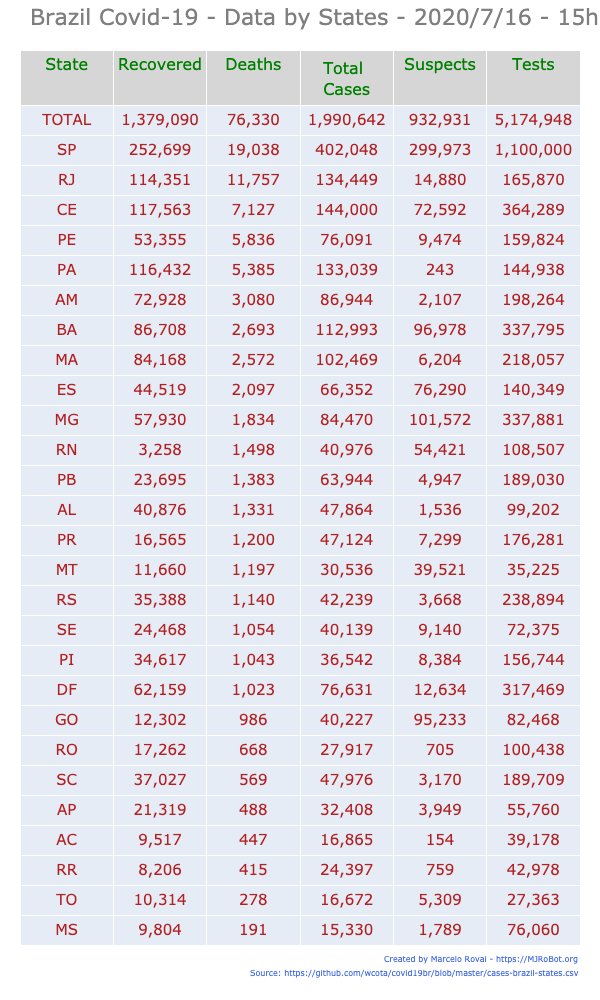 Brazil Covid-19 - Data by States - 2020/7/16 - 15h
State Recovered Deaths Total Cases Suspects Tests
TOTAL 1,379,090 76,330 1,990,642 932,931 5,174,948
SP 252,699 19,038 402,048 299,973 1,100,000
RJ 114,351 11,757 134,449 14,880 165,870
CE 117,563 7,127 144,000 72,592 364,289
PE 53,355 5,836 76,091 9,474 159,824
PA 116,432 5,385 133,039 243 144,938
AM 72,928 3,080 86,944 2,107 198,264
BA 86,708 2,693 112,993 96,978 337,795
MA 84,168 2,572 102,469 6,204 218,057
ES 44,519 2,097 66,352 76,290 140,349
MG 57,930 1,834 84,470 101,572 337,881
RN 3,258 1,498 40,976 54,421 108,507
PB 23,695 1,383 63,944 4,947 189,030
AL 40,876 1,331 47,864 1,536 99,202
PR 16,565 1,200 47,124 7,299 176,281
MT 11,660 1,197 30,536 39,521 35,225
RS 35,388 1,140 42,239 3,668 238,894
SE 24,468 1,054 40,139 9,140 72,375
PI 34,617 1,043 36,542 8,384 156,744
DF 62,159 1,023 76,631 12,634 317,469
GO 12,302 986 40,227 95,233 82,468
RO 17,262 668 27,917 705 100,438
SC 37,027 569 47,976 3,170 189,709
AP 21,319 488 32,408 3,949 55,760
AC 9,517 447 16,865 154 39,178
RR 8,206 415 24,397 759 42,978
TO 10,314 278 16,672 5,309 27,363
MS 9,804 191 15,330 1,789 76,060
Created by Marcelo Rovai - https://MJRoBot.org
Source: https://github.com/wcota/covid19br/blob/master/cases-brazil-states.csv